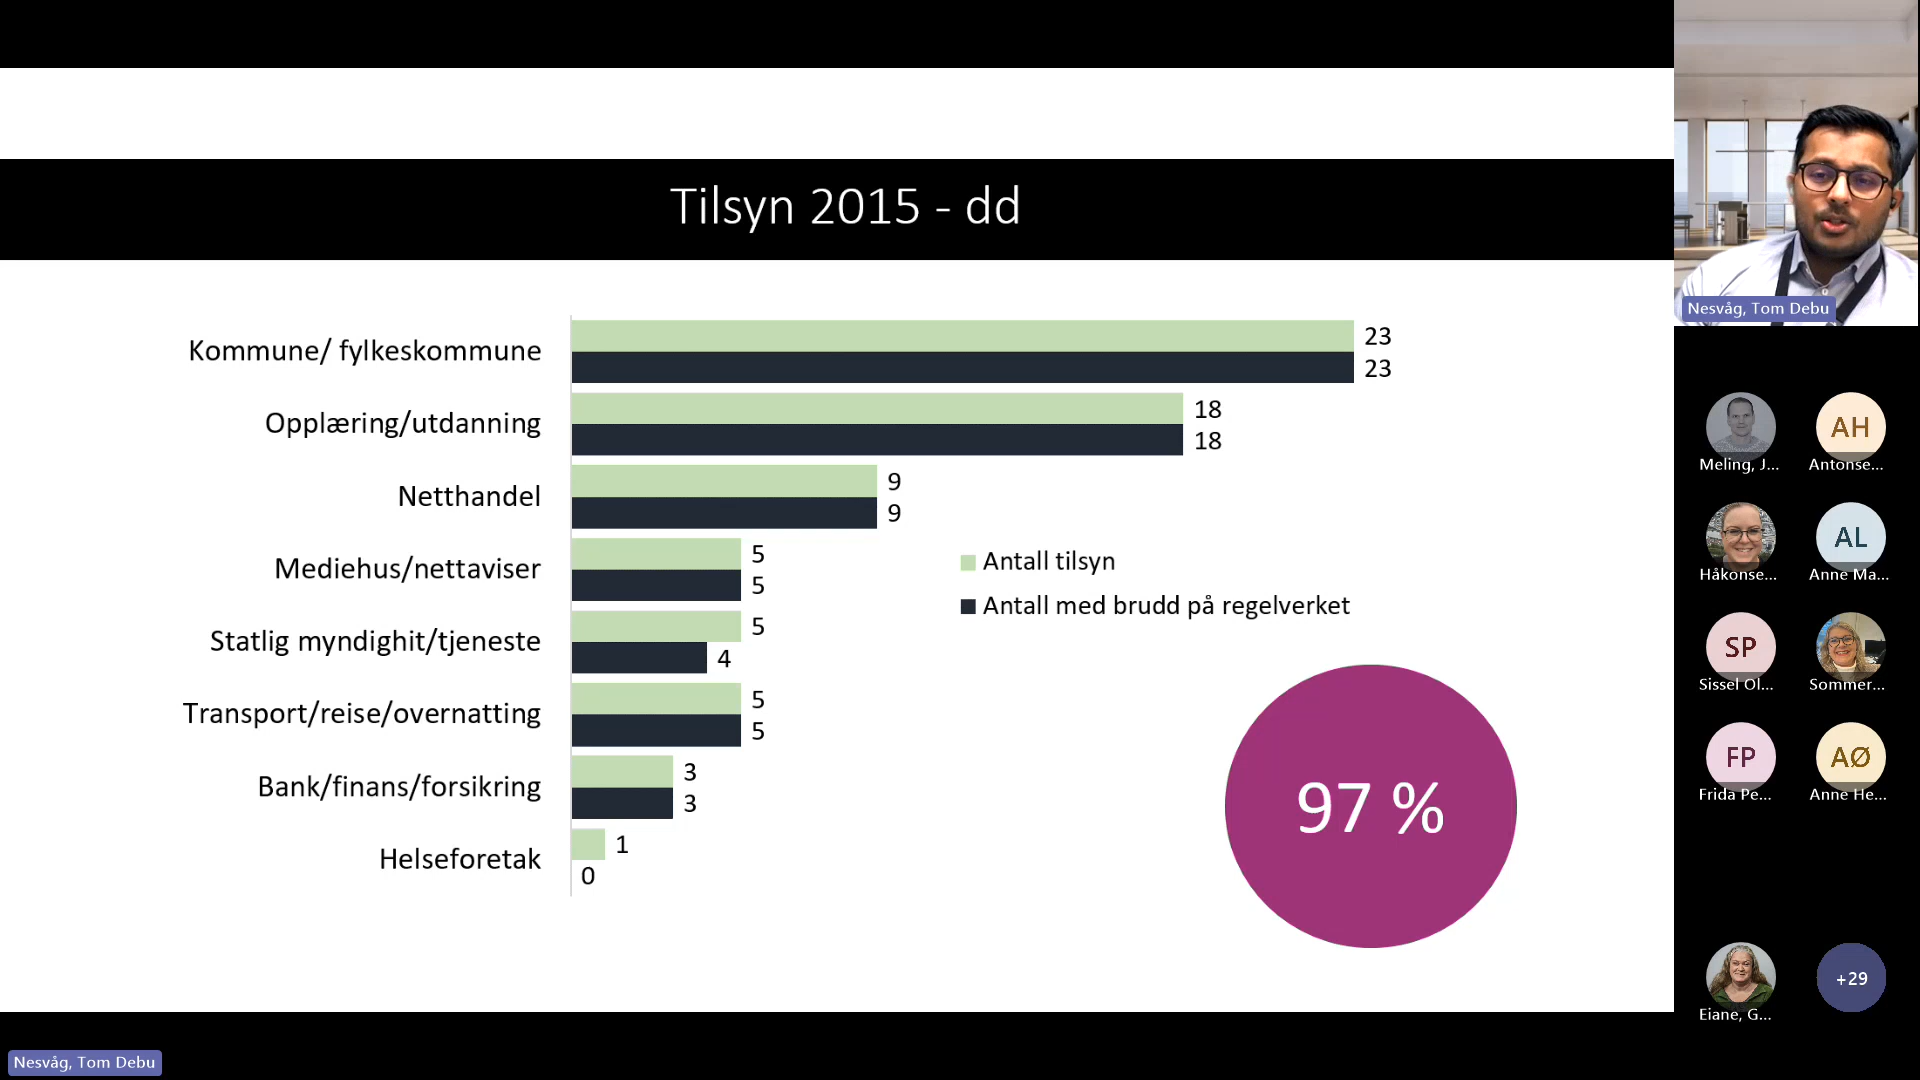 Tilsyn 2015 - dd
Kommune/ fylkeskommune
23
23
Opplæring/utdanning
18
18
Netthandel
9
9
Mediehus/nettaviser
5
5
Statlig myndighit/tjeneste
5
4
Transport/reise/overnatting
5
5
Bank/finans/forsikring
3
3
Helseforetak
1
0
Antall tilsyn
Antall med brudd på regelverket
97 %
Nesvåg, Tom Debu
Meling, J...
AH
Antonse...
Håkonse...
AL
Anne Ma...
SP
Sissel Ol...
Sommer...
FP
Frida Pe...
AØ
Anne He...
Eiane, G...
+29
Nesvåg, Tom Debu